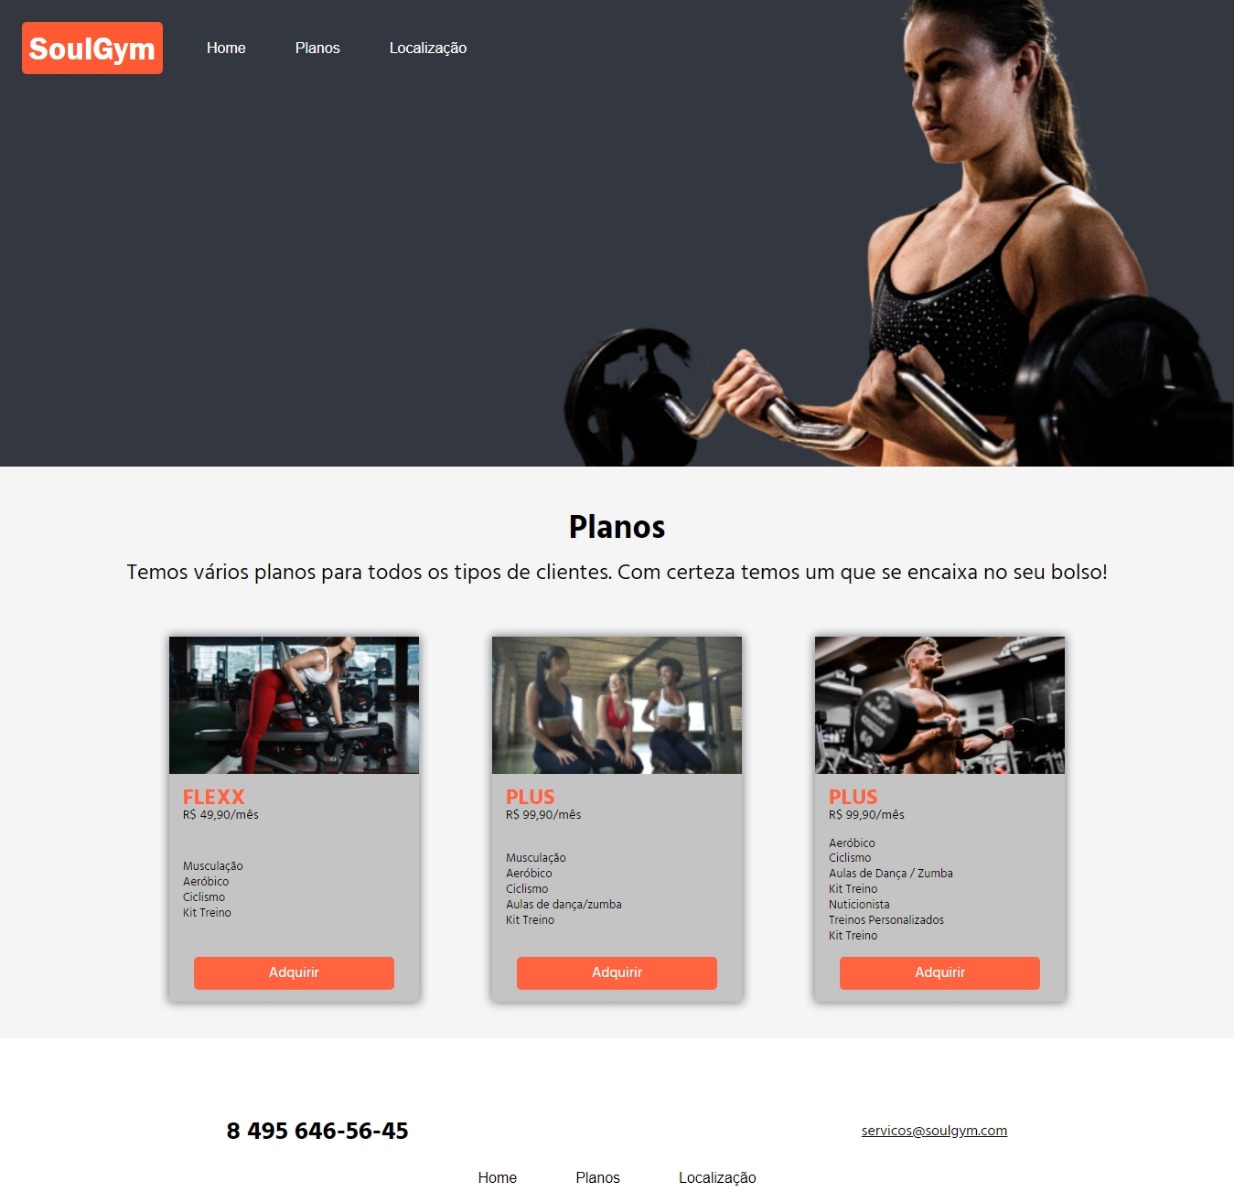 SoulGym
Home
Planos
Localização
Planos
Temos vários planos para todos os tipos de clientes. Com certeza temos um que se encaixa no seu bolso!
FLEXX
R$ 49,90/mês
Musculação
Aeróbico
Ciclismo
Kit Treino
Adquirir
PLUS
R$ 99,90/mês
Musculação
Aeróbico
Ciclismo
Aulas de dança/zumba
Kit Treino
Adquirir
PLUS
R$ 99,90/mês
Aeróbico
Ciclismo
Aulas de Dança / Zumba
Kit Treino
Nuticionista
Treinos Personalizados
Kit Treino
Adquirir
8 495 646-56-45
servicos@soulgym.com
Home
Planos
Localização